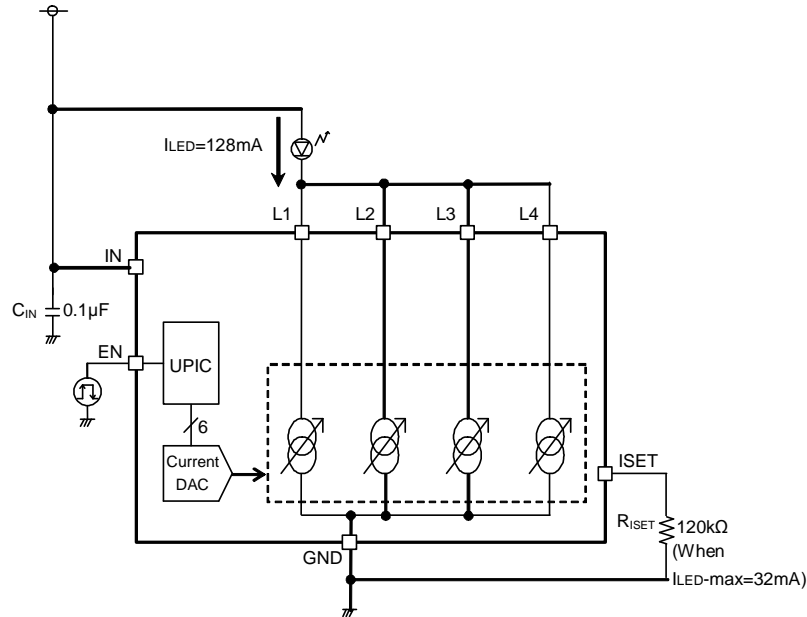 ILED=128mA
L1 L2 L3 L4
IN
CIN 0.1µF
EN
UPIC
6
Current
DAC
ISET
RISET 120kΩ
(When
ILED-max=32mA)
GND